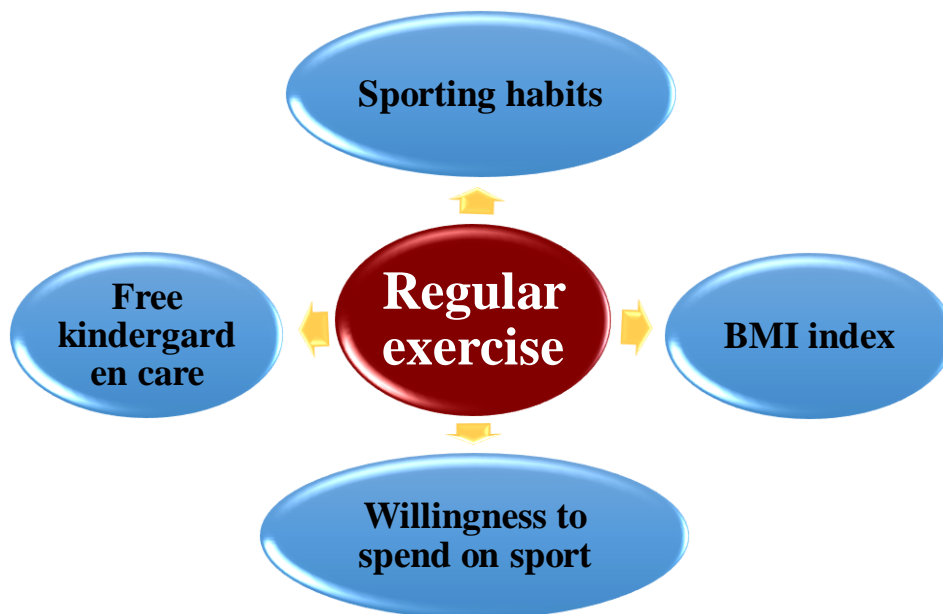 Sporting habits
Free
kindergard
en care
Regular
exercise
BMI index
Willingness to
spend on sport